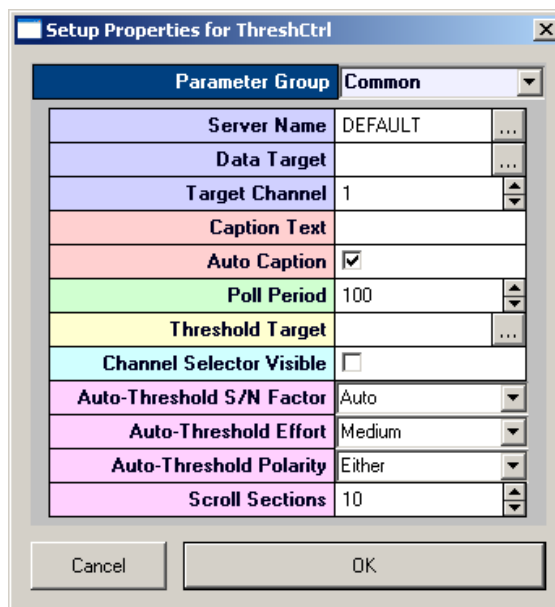 Setup Properties for ThreshCtrl
Parameter Group Common
Server Name DEFAULT ...
Data Target ...
Target Channel 1
Caption Text
Auto Caption
Poll Period 100
Threshold Target ...
Channel Selector Visible
Auto-Threshold S/N Factor Auto
Auto-Threshold Effort Medium
Auto-Threshold Polarity Either
Scroll Sections 10
Cancel OK